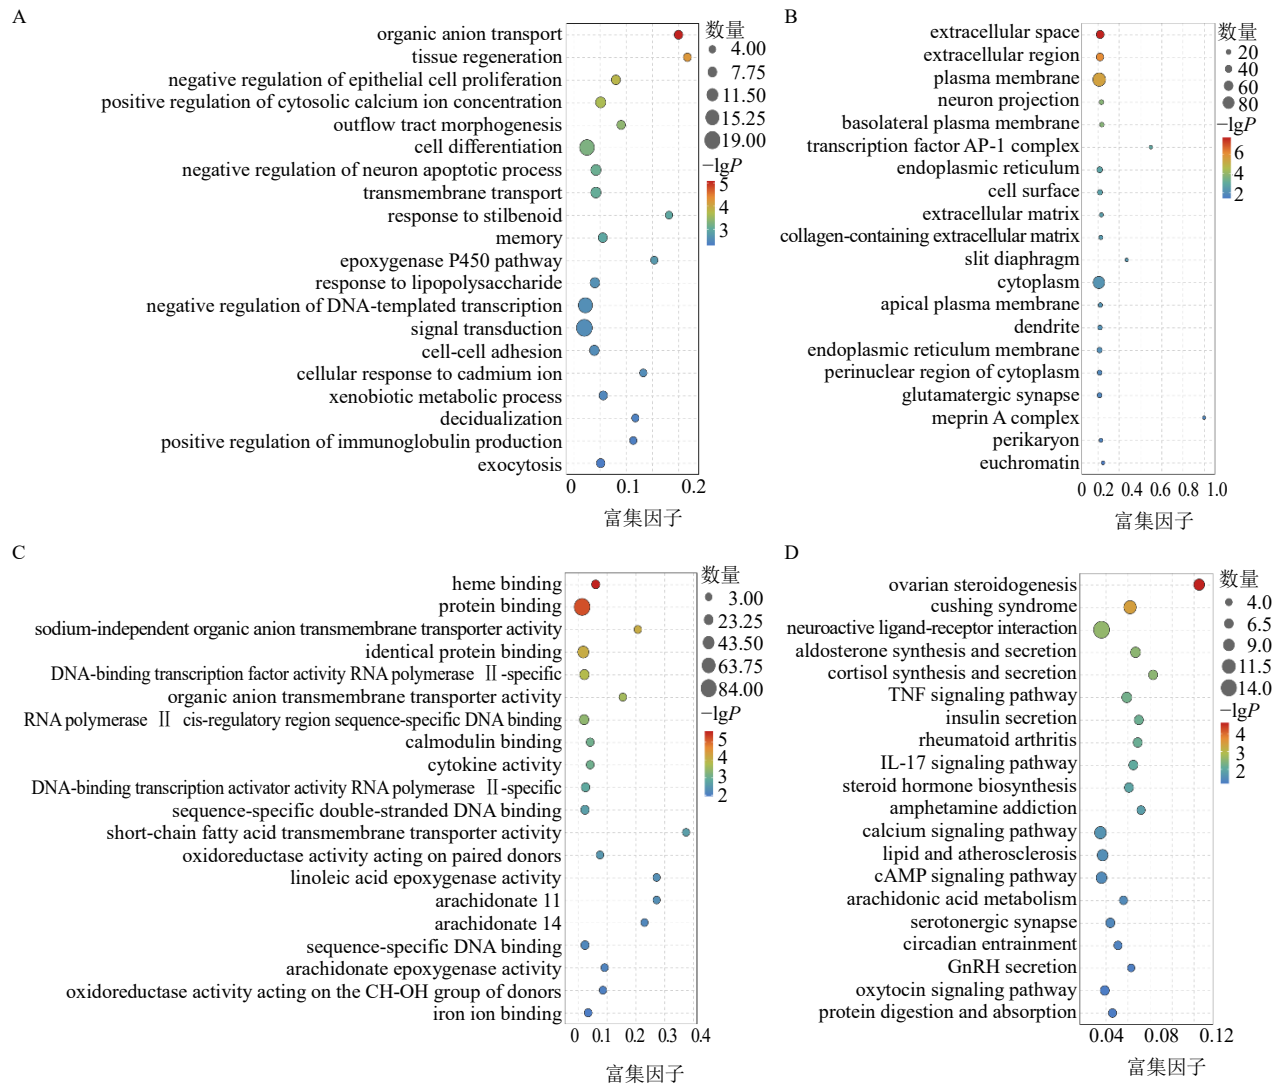 A
organic anion transport
tissue regeneration
negative regulation of epithelial cell proliferation
positive regulation of cytosolic calcium ion concentration
outflow tract morphogenesis
cell differentiation
negative regulation of neuron apoptotic process
transmembrane transport
response to stilbenoid
memory
epoxygenase P450 pathway
response to lipopolysaccharide
negative regulation of DNA-templated transcription
signal transduction
cell-cell adhesion
cellular response to cadmium ion
xenobiotic metabolic process
decidualization
positive regulation of immunoglobulin production
exocytosis
0 0.1 0.2
富集因子
数量
4.00
7.75
11.50
15.25
19.00
−lgP
5
4
3
B
extracellular space
extracellular region
plasma membrane
neuron projection
basolateral plasma membrane
transcription factor AP-1 complex
endoplasmic reticulum
cell surface
extracellular matrix
collagen-containing extracellular matrix
slit diaphragm
cytoplasm
apical plasma membrane
dendrite
endoplasmic reticulum membrane
perinuclear region of cytoplasm
glutamatergic synapse
meprin A complex
perikaryon
euchromatin
0 0.2 0.4 0.6 0.8 1.0
富集因子
数量
20
40
60
80
−lgP
6
4
2
C
heme binding
protein binding
sodium-independent organic anion transmembrane transporter activity
identical protein binding
DNA-binding transcription factor activity RNA polymerase Ⅱ-specific
organic anion transmembrane transporter activity
RNA polymerase Ⅱ cis-regulatory region sequence-specific DNA binding
calmodulin binding
cytokine activity
DNA-binding transcription activator activity RNA polymerase Ⅱ-specific
sequence-specific double-stranded DNA binding
short-chain fatty acid transmembrane transporter activity
oxidoreductase activity acting on paired donors
linoleic acid epoxygenase activity
arachidonate 11
arachidonate 14
sequence-specific DNA binding
arachidonate epoxygenase activity
oxidoreductase activity acting on the CH-OH group of donors
iron ion binding
0 0.1 0.2 0.3 0.4
富集因子
数量
3.00
23.25
43.50
63.75
84.00
−lgP
5
4
3
2
D
ovarian steroidogenesis
cushing syndrome
neuroactive ligand-receptor interaction
aldosterone synthesis and secretion
cortisol synthesis and secretion
TNF signaling pathway
insulin secretion
rheumatoid arthritis
IL-17 signaling pathway
steroid hormone biosynthesis
amphetamine addiction
calcium signaling pathway
lipid and atherosclerosis
cAMP signaling pathway
arachidonic acid metabolism
serotonergic synapse
circadian entrainment
GnRH secretion
oxytocin signaling pathway
protein digestion and absorption
0.04 0.08 0.12
富集因子
数量
4.0
6.5
9.0
11.5
14.0
−lgP
4
3
2